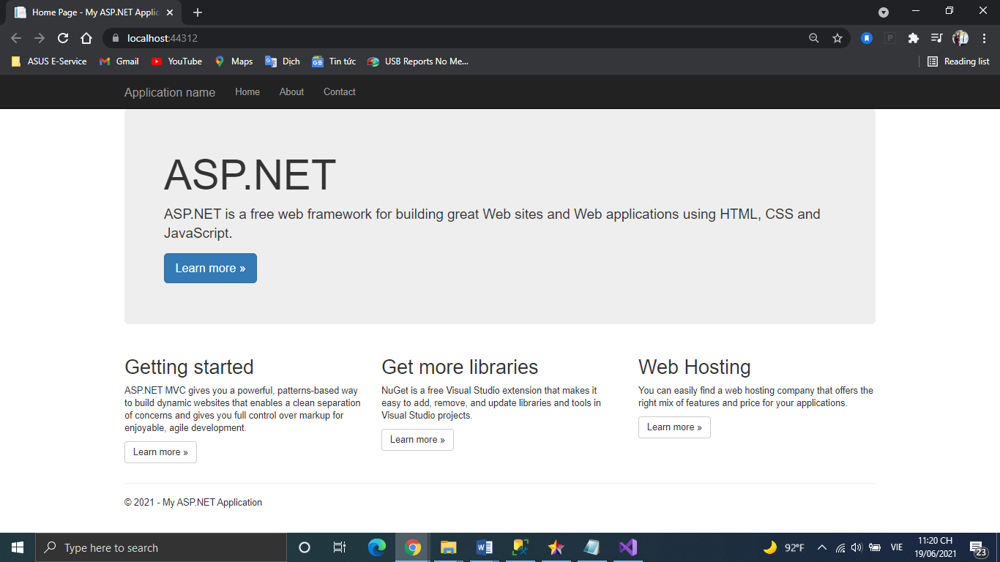 Home Page - My ASP.NET Applic
localhost:44312
ASUS E-Service Gmail YouTube Maps Dịch Tin tức USB Reports No Me... Reading list
Application name Home About Contact
ASP.NET
ASP.NET is a free web framework for building great Web sites and Web applications using HTML, CSS and
JavaScript.
Learn more »
Getting started
ASP.NET MVC gives you a powerful, patterns-based way
to build dynamic websites that enables a clean separation
of concerns and gives you full control over markup for
enjoyable, agile development.
Learn more »
Get more libraries
NuGet is a free Visual Studio extension that makes it
easy to add, remove, and update libraries and tools in
Visual Studio projects.
Learn more »
Web Hosting
You can easily find a web hosting company that offers the
right mix of features and price for your applications.
Learn more »
© 2021 - My ASP.NET Application
Type here to search
92°F
VIE
11:20 CH
19/06/2021
23